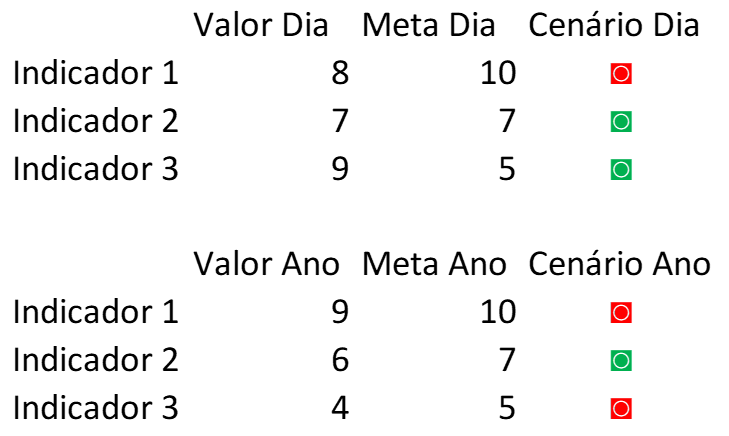 Valor Dia Meta Dia Cenário Dia
Indicador 1 8 10 ◙
Indicador 2 7 7 ◙
Indicador 3 9 5 ◙
Valor Ano Meta Ano Cenário Ano
Indicador 1 9 10 ◙
Indicador 2 6 7 ◙
Indicador 3 4 5 ◙